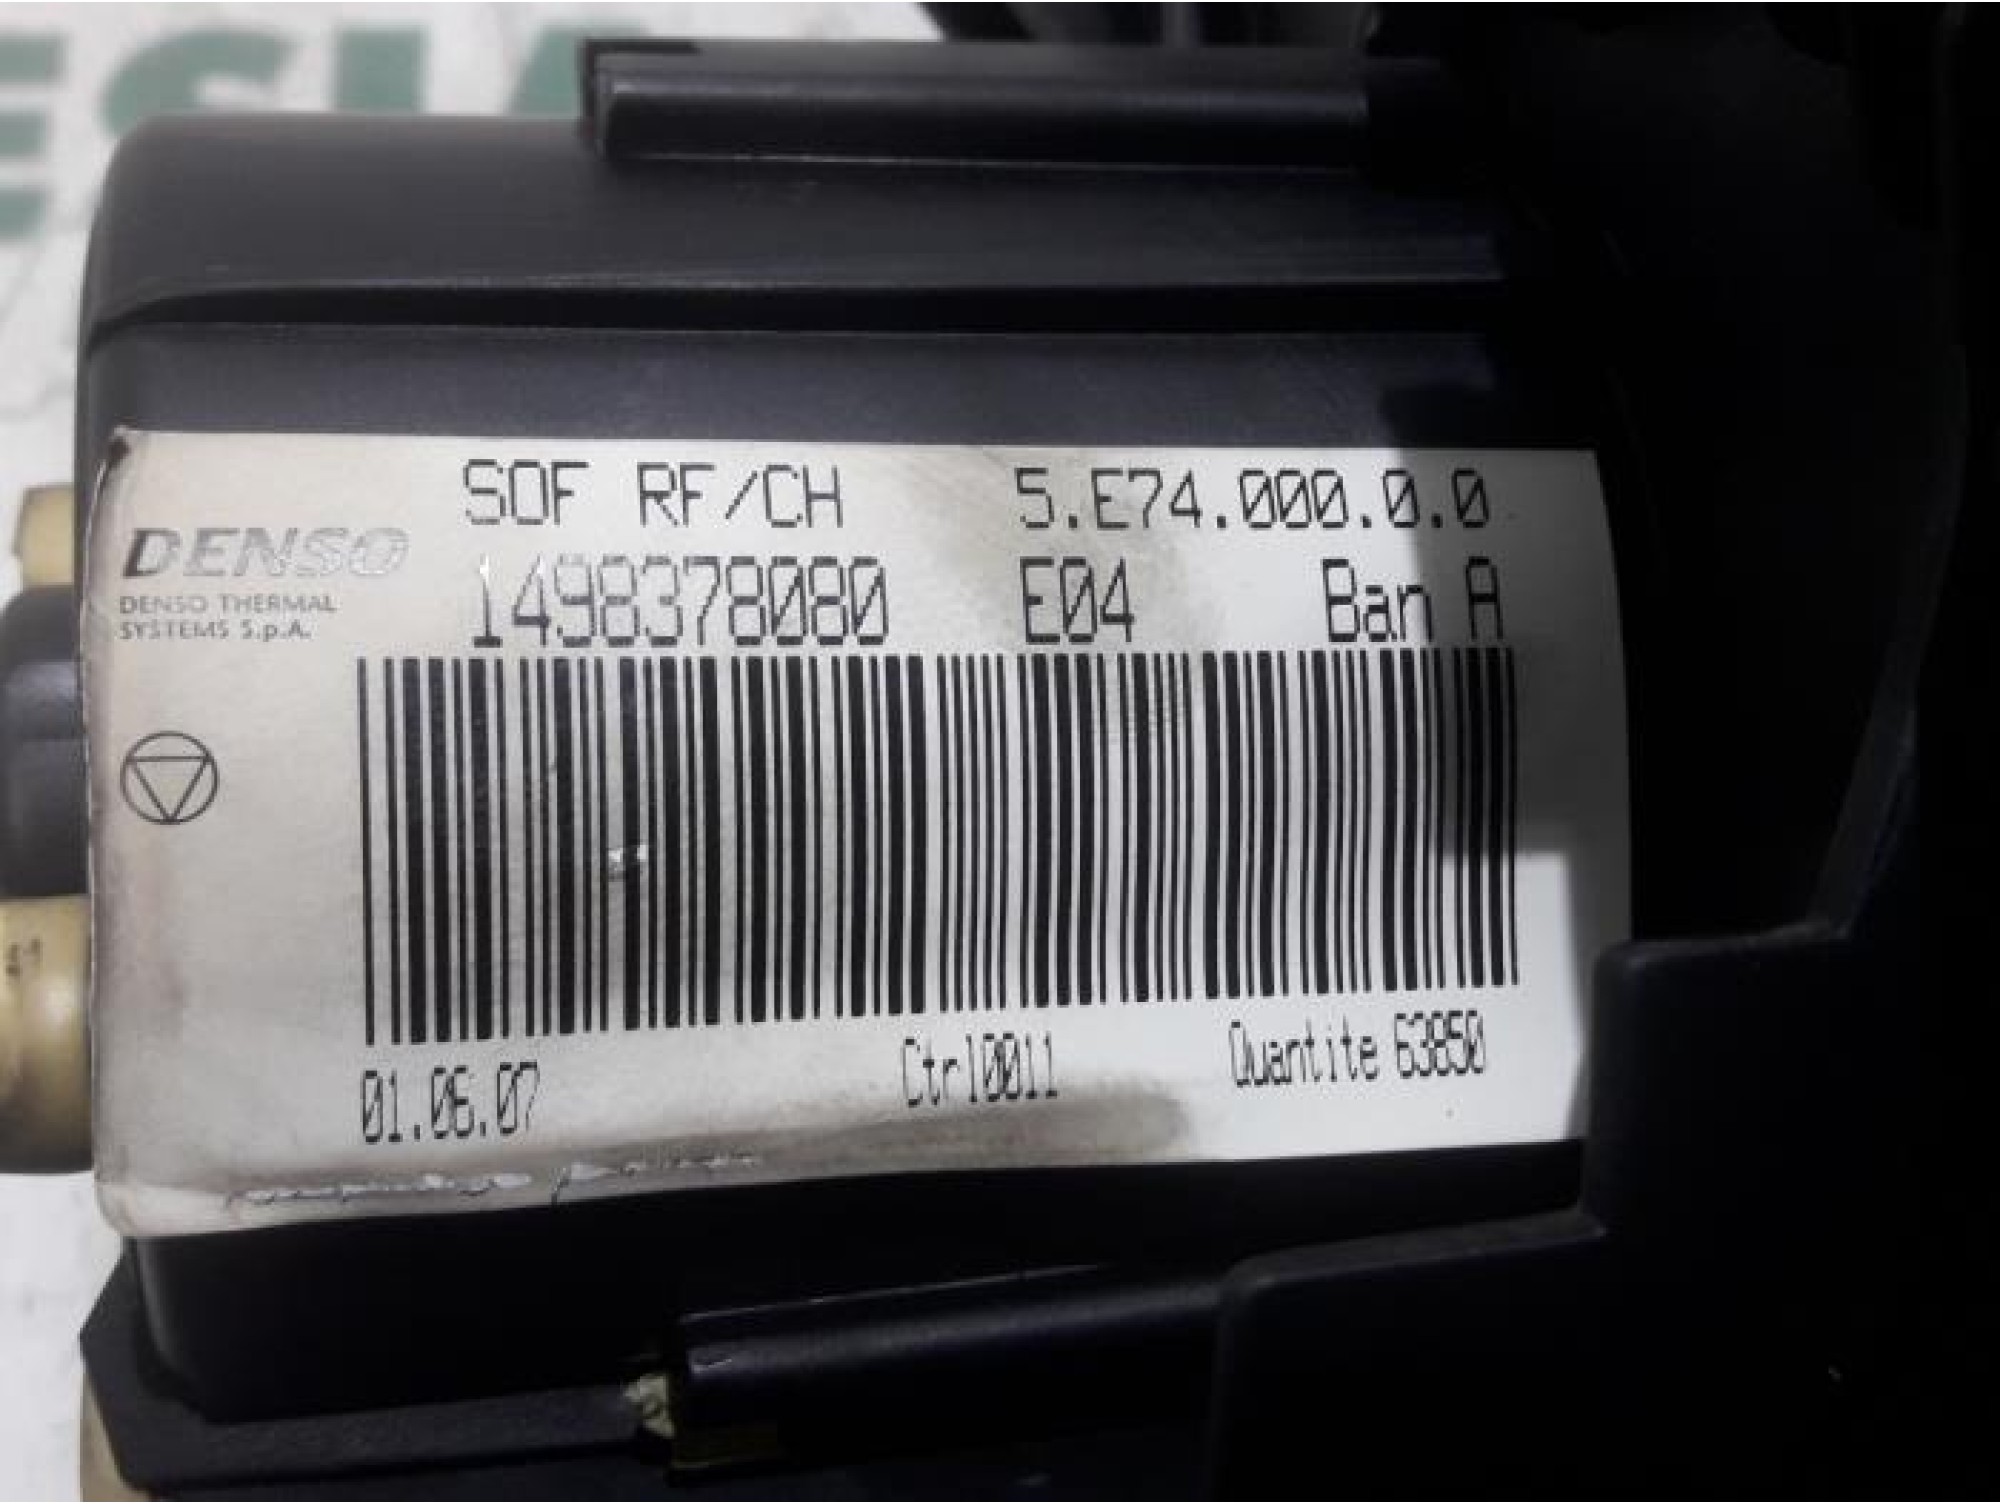 SOF RF/CH 5.E74.000.0.0
DENSO
1498378080 E04 Ban A
DENSO THERMAL
SYSTEMS S.p.A.
01.06.07 Ctrl0011 Quantite 63850